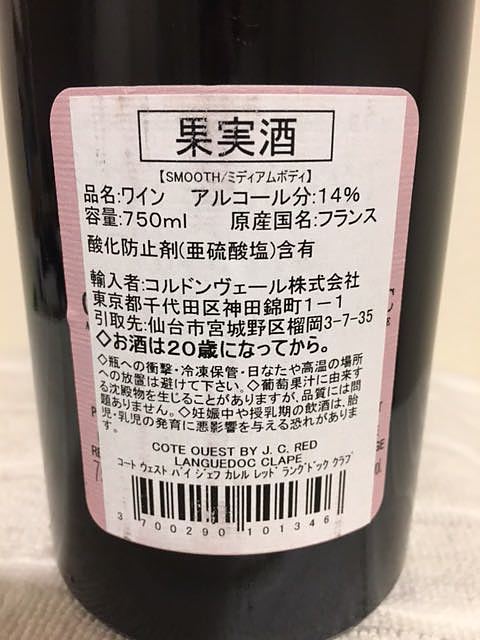 果実酒
【SMOOTH/ミディアムボディ】
品名:ワイン アルコール分:14%
容量:750ml 原産国名:フランス
酸化防止剤(亜硫酸塩)含有
輸入者:コルドンヴェール株式会社
東京都千代田区神田錦町1-1
引取先:仙台市宮城野区榴岡3-7-35
◇お酒は20歳になってから。
◇瓶への衝撃・冷凍保管・日なたや高温の場所
への放置は避けて下さい。◇葡萄果汁に由来す
る沈殿物を生じることがありますが、品質には問
題ありません。◇妊娠中や授乳期の飲酒は、胎
児・乳児の発育に悪影響を与える恐れがありま
す。
COTE OUEST BY J. C. RED
LANGUEDOC CLAPE
コート ウェスト バイ ジェフ カレル レッド ラングドック クラプ
3 700290 101346